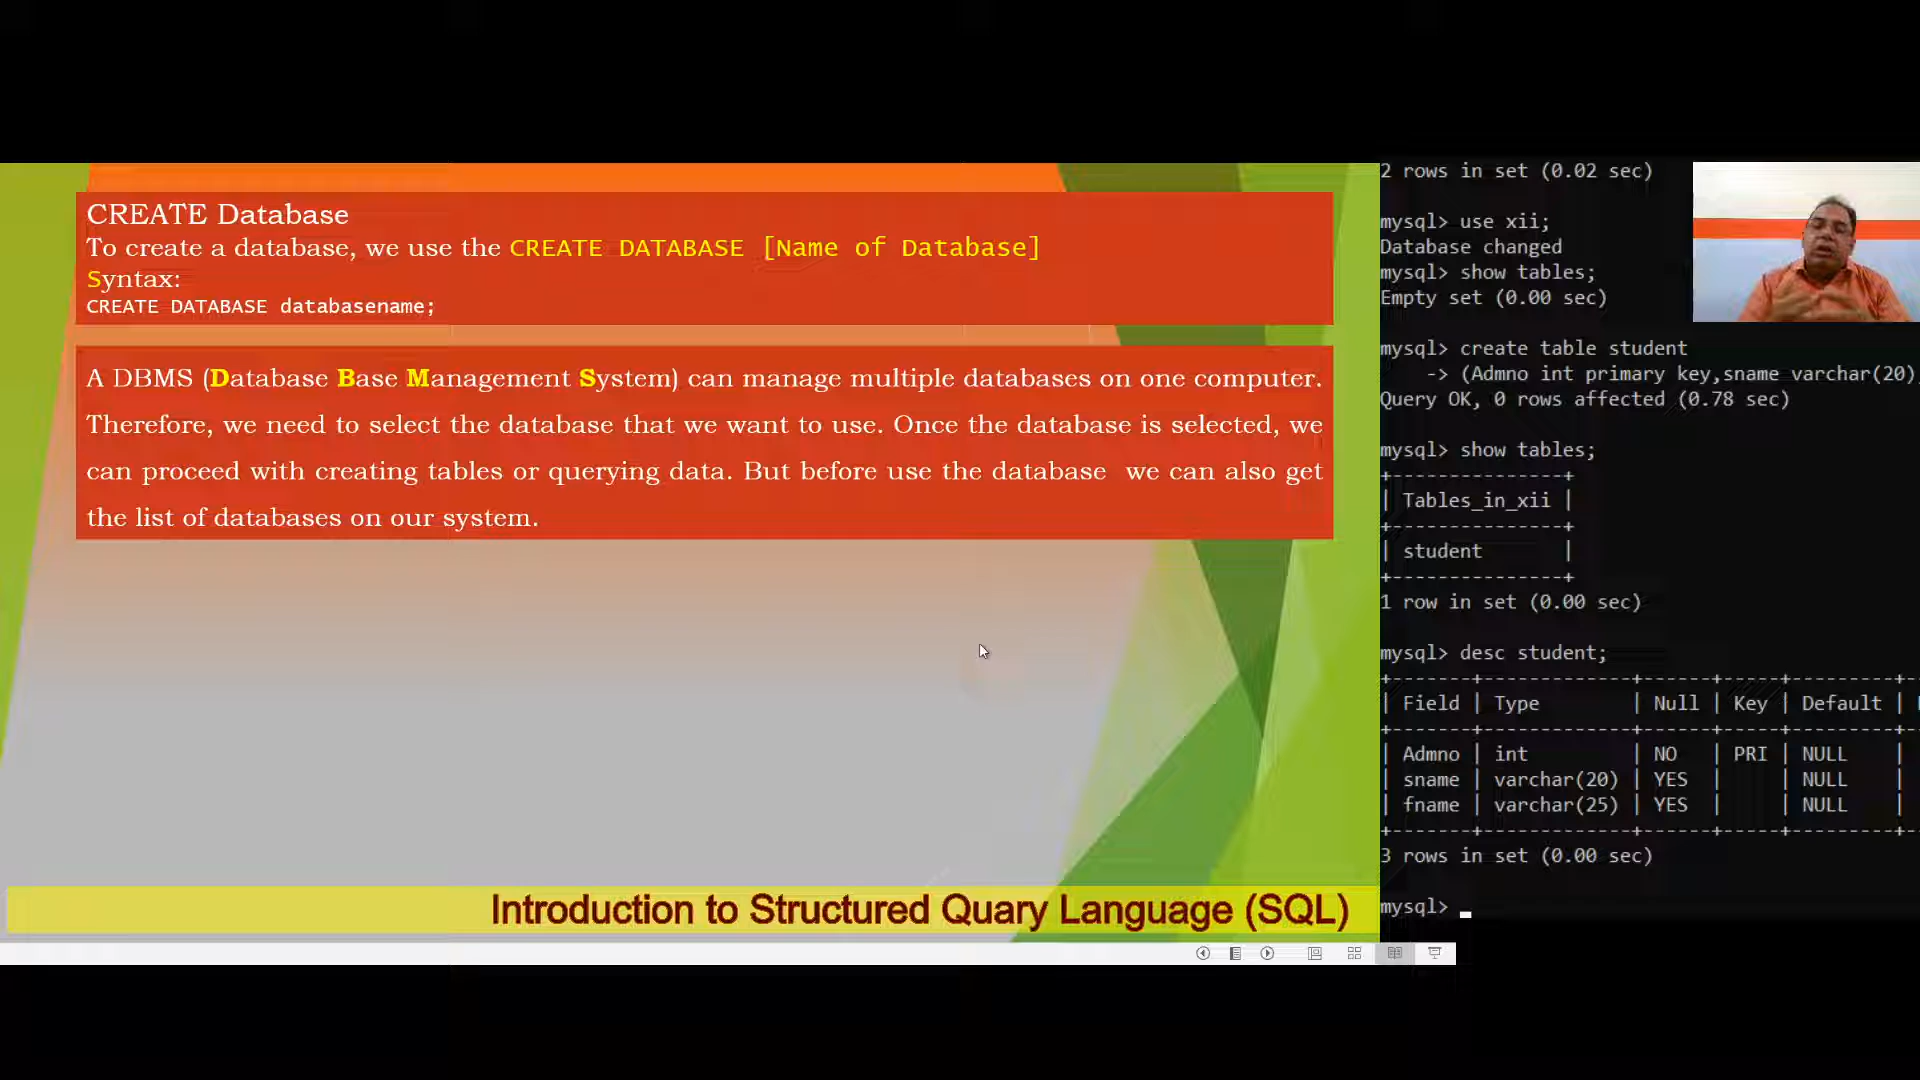 CREATE Database
To create a database, we use the CREATE DATABASE [Name of Database]
Syntax:
CREATE DATABASE databasename;
A DBMS (Database Base Management System) can manage multiple databases on one computer.
Therefore, we need to select the database that we want to use. Once the database is selected, we
can proceed with creating tables or querying data. But before use the database we can also get
the list of databases on our system.
Introduction to Structured Quary Language (SQL)
2 rows in set (0.02 sec)
mysql> use xii;
Database changed
mysql> show tables;
Empty set (0.00 sec)
mysql> create table student
-> (Admno int primary key,sname varchar(20)
Query OK, 0 rows affected (0.78 sec)
mysql> show tables;
+---------------+
| Tables_in_xii |
+---------------+
| student |
+---------------+
1 row in set (0.00 sec)
mysql> desc student;
+-------+-------------+------+-----+---------+
| Field | Type | Null | Key | Default |
+-------+-------------+------+-----+---------+
| Admno | int | NO | PRI | NULL |
| sname | varchar(20) | YES | | NULL |
| fname | varchar(25) | YES | | NULL |
+-------+-------------+------+-----+---------+
3 rows in set (0.00 sec)
mysql>